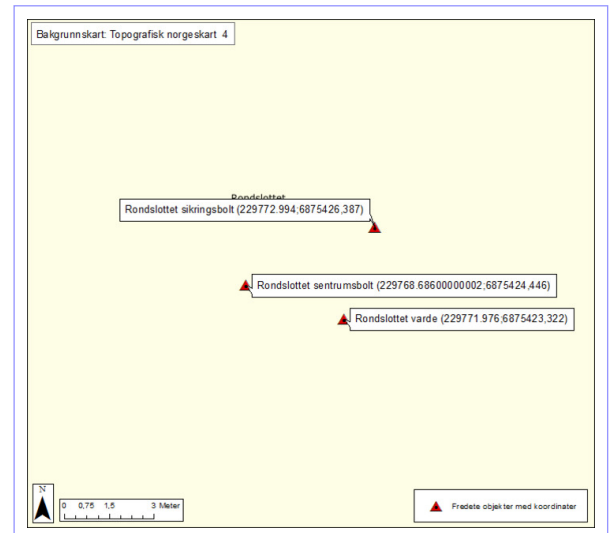 Bakgrunnskart: Topografisk norgeskart 4
Rondslottet
Rondslottet sikringsbolt (229772.994;6875426,387)
Rondslottet sentrumsbolt (229768.68600000002;6875424,446)
Rondslottet varde (229771.976;6875423,322)
N
0 0,75 1,5 3 Meter
Fredete objekter med koordinater